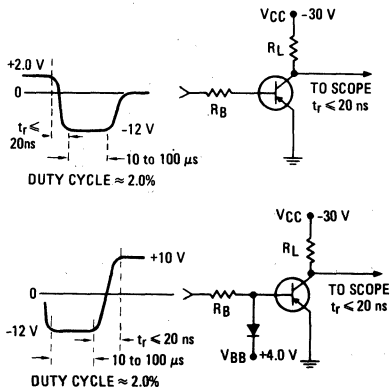 VCC -30 V
RL
+2.0 V
0
TO SCOPE
tr ≤ 20 ns
RB
tr ≤
20ns
-12 V
10 to 100 μs
DUTY CYCLE ≈ 2.0%
VCC -30 V
RL
+10 V
TO SCOPE
tr ≤ 20 ns
0
RB
-12 V
tr ≤ 20 ns
10 to 100 μs
VBB +4.0 V
DUTY CYCLE ≈ 2.0%